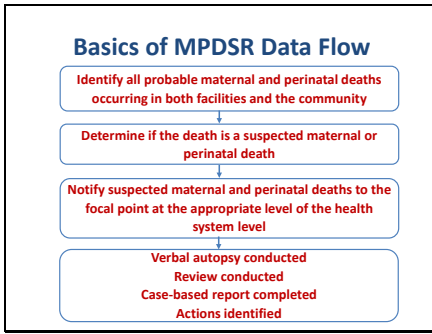 Basics of MPDSR Data Flow
Identify all probable maternal and perinatal deaths
occurring in both facilities and the community
Determine if the death is a suspected maternal or
perinatal death
Notify suspected maternal and perinatal deaths to the
focal point at the appropriate level of the health
system level
Verbal autopsy conducted
Review conducted
Case-based report completed
Actions identified